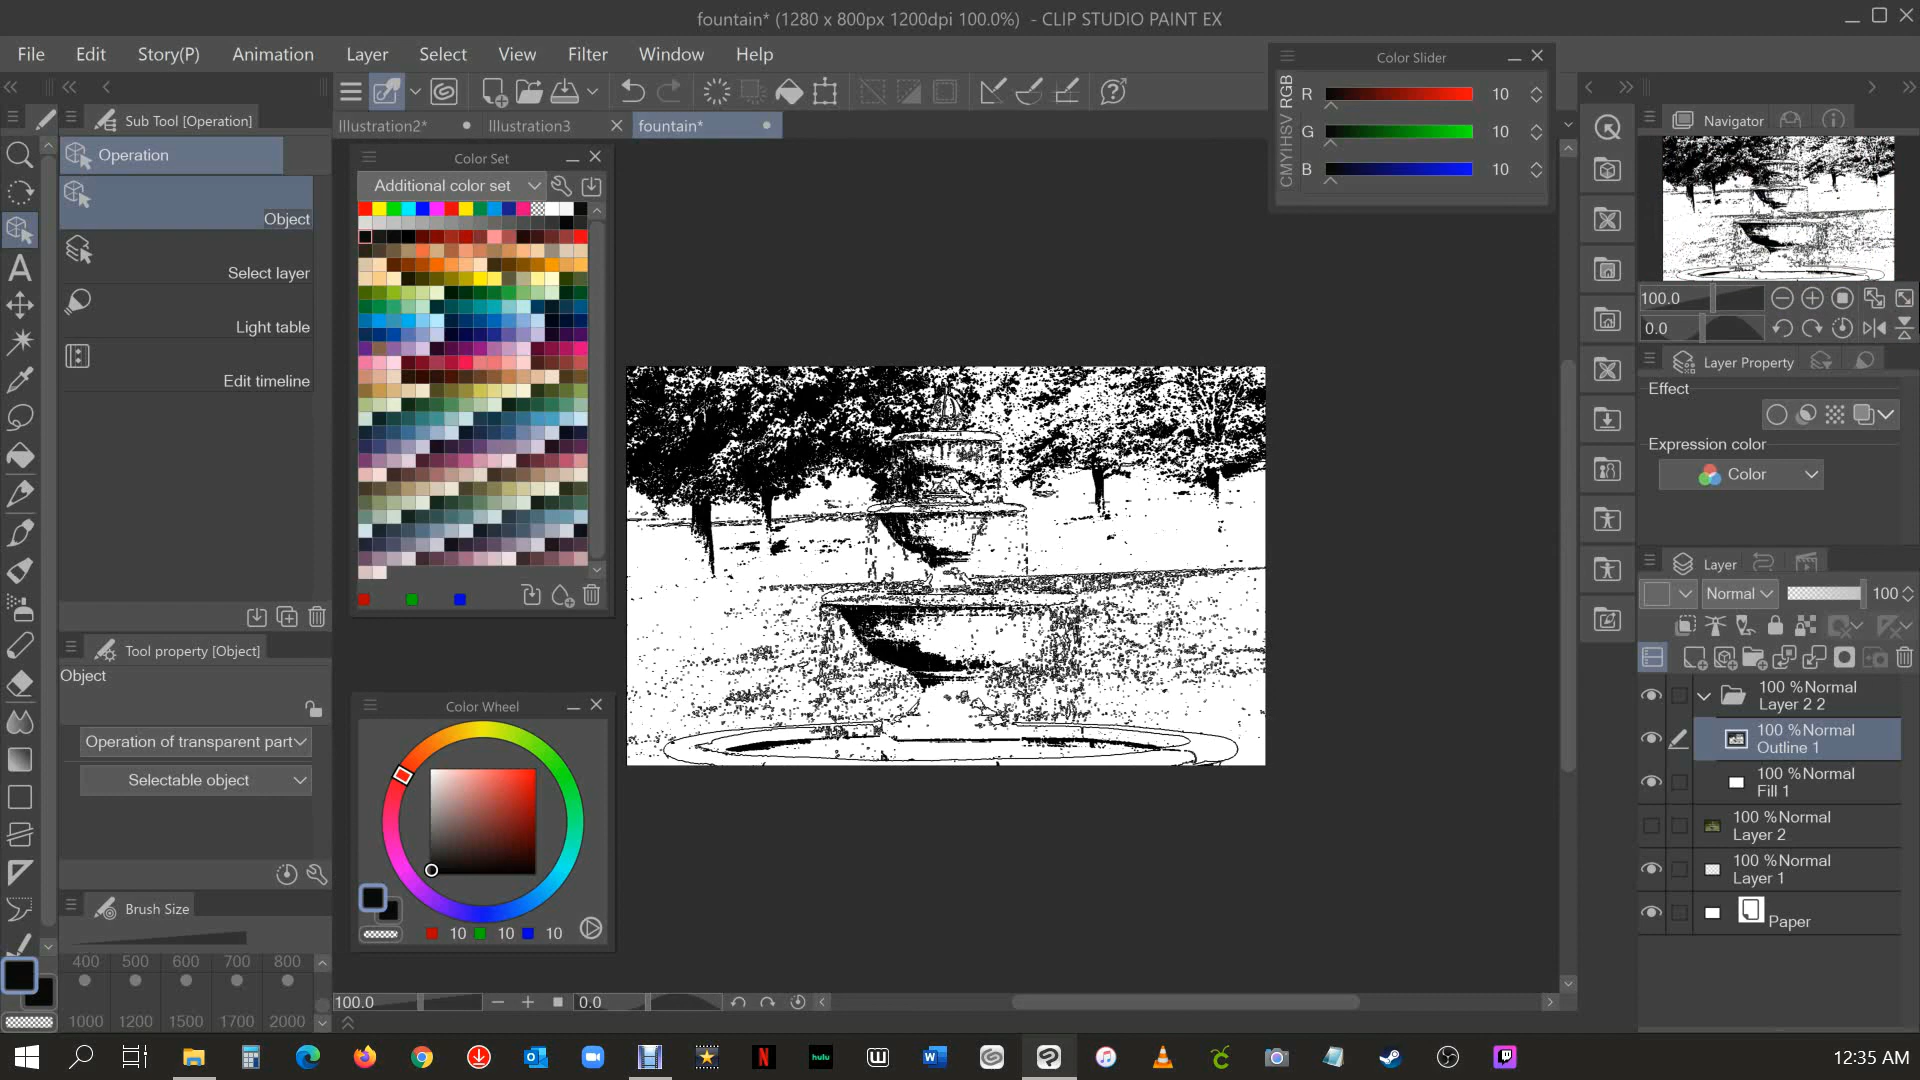 fountain* (1280 x 800px 1200dpi 100.0%) - CLIP STUDIO PAINT EX
File Edit Story(P) Animation Layer Select View Filter Window Help
Illustration2* Illustration3 fountain*
Sub Tool [Operation]
Operation
Object
Select layer
Light table
Edit timeline
Tool property [Object]
Object
Operation of transparent part
Selectable object
Brush Size
400 500 600 700 800
1000 1200 1500 1700 2000
Color Set
Additional color set
Color Wheel
10 10 10
100.0 0.0
Color Slider
RGB
HSV
CMYK
R 10
G 10
B 10
Navigator
100.0
0.0
Layer Property
Effect
Expression color
Color
Layer
Normal 100
100 %Normal
Layer 2 2
100 %Normal
Outline 1
100 %Normal
Fill 1
100 %Normal
Layer 2
100 %Normal
Layer 1
Paper
hulu
12:35 AM